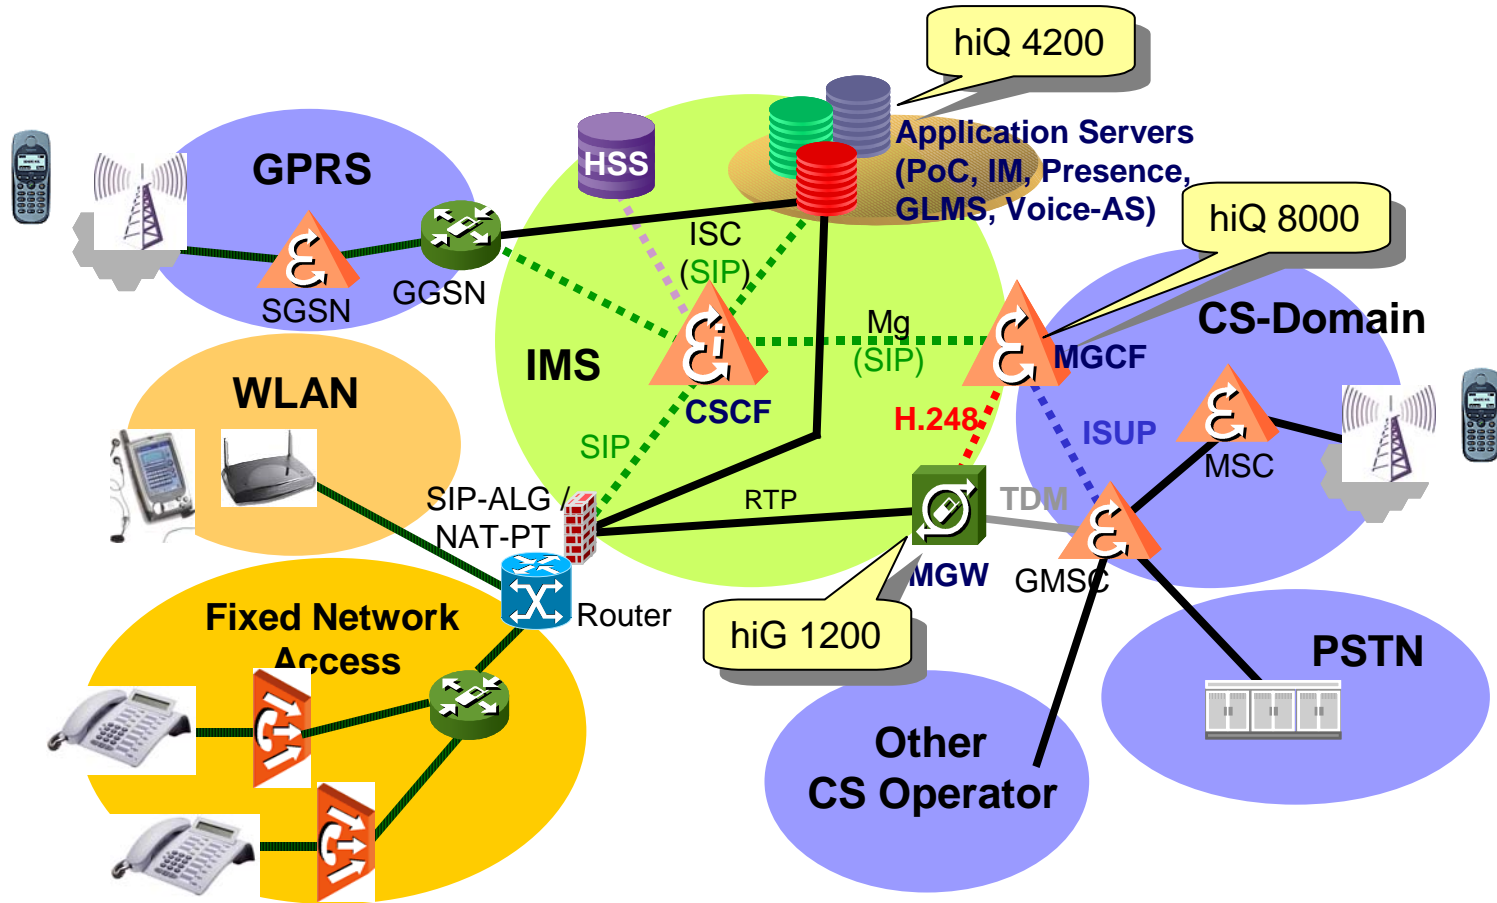 hiQ 4200
Application Servers
(PoC, IM, Presence,
GLMS, Voice-AS)
HSS
GPRS
hiQ 8000
ISC
(SIP)
GGSN
SGSN
CS-Domain
Mg
(SIP)
IMS
MGCF
WLAN
CSCF
H.248
ISUP
SIP
MSC
SIP-ALG /
NAT-PT
RTP
TDM
MGW
GMSC
Router
Fixed Network
Access
hiG 1200
PSTN
Other
CS Operator